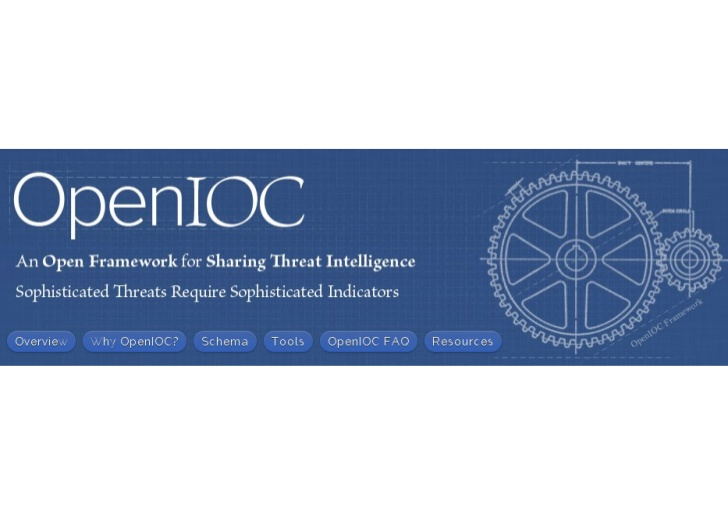 OpenIOC
An Open Framework for Sharing Threat Intelligence
Sophisticated Threats Require Sophisticated Indicators
Overview
Why OpenIOC?
Schema
Tools
OpenIOC FAQ
Resources
OpenIOC Framework